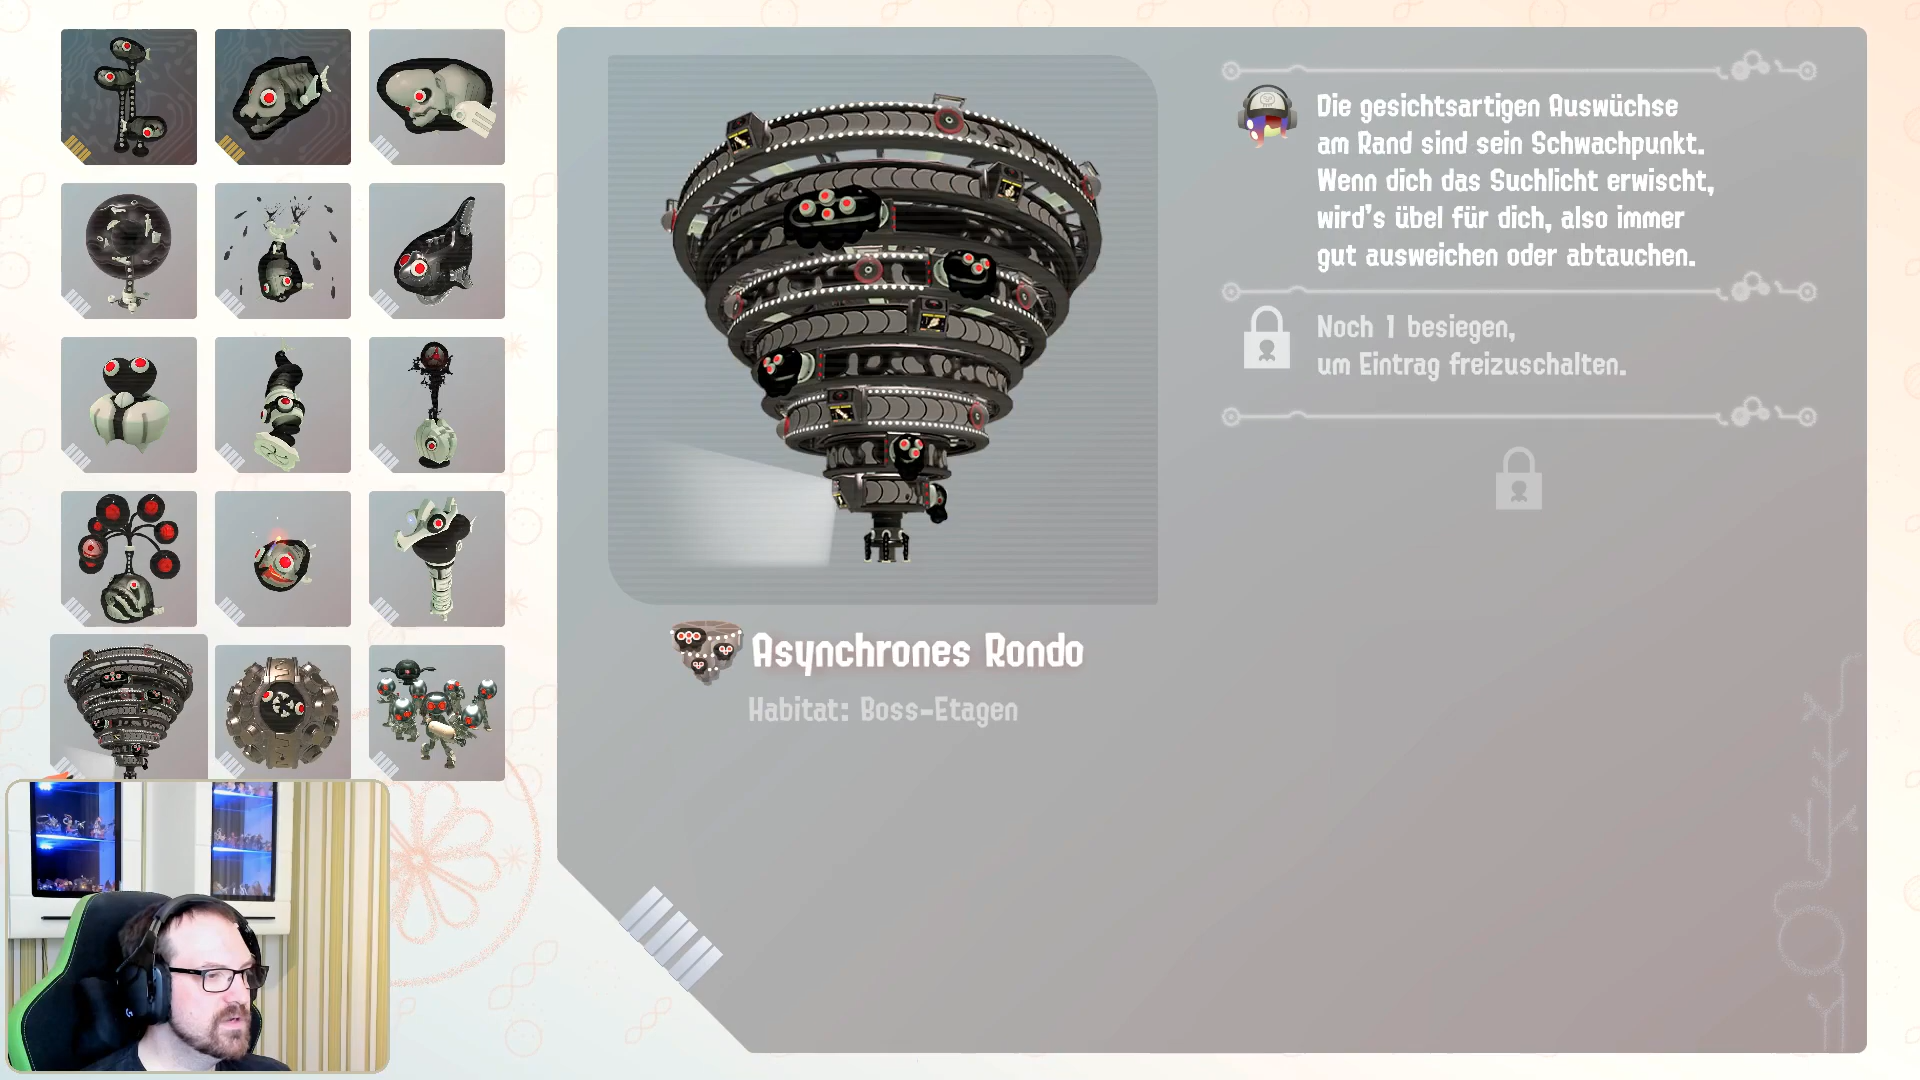 Die gesichtsartigen Auswüchse
am Rand sind sein Schwachpunkt.
Wenn dich das Suchlicht erwischt,
wird's übel für dich, also immer
gut ausweichen oder abtauchen.
Noch 1 besiegen,
um Eintrag freizuschalten.
Asynchrones Rondo
Habitat: Boss-Etagen